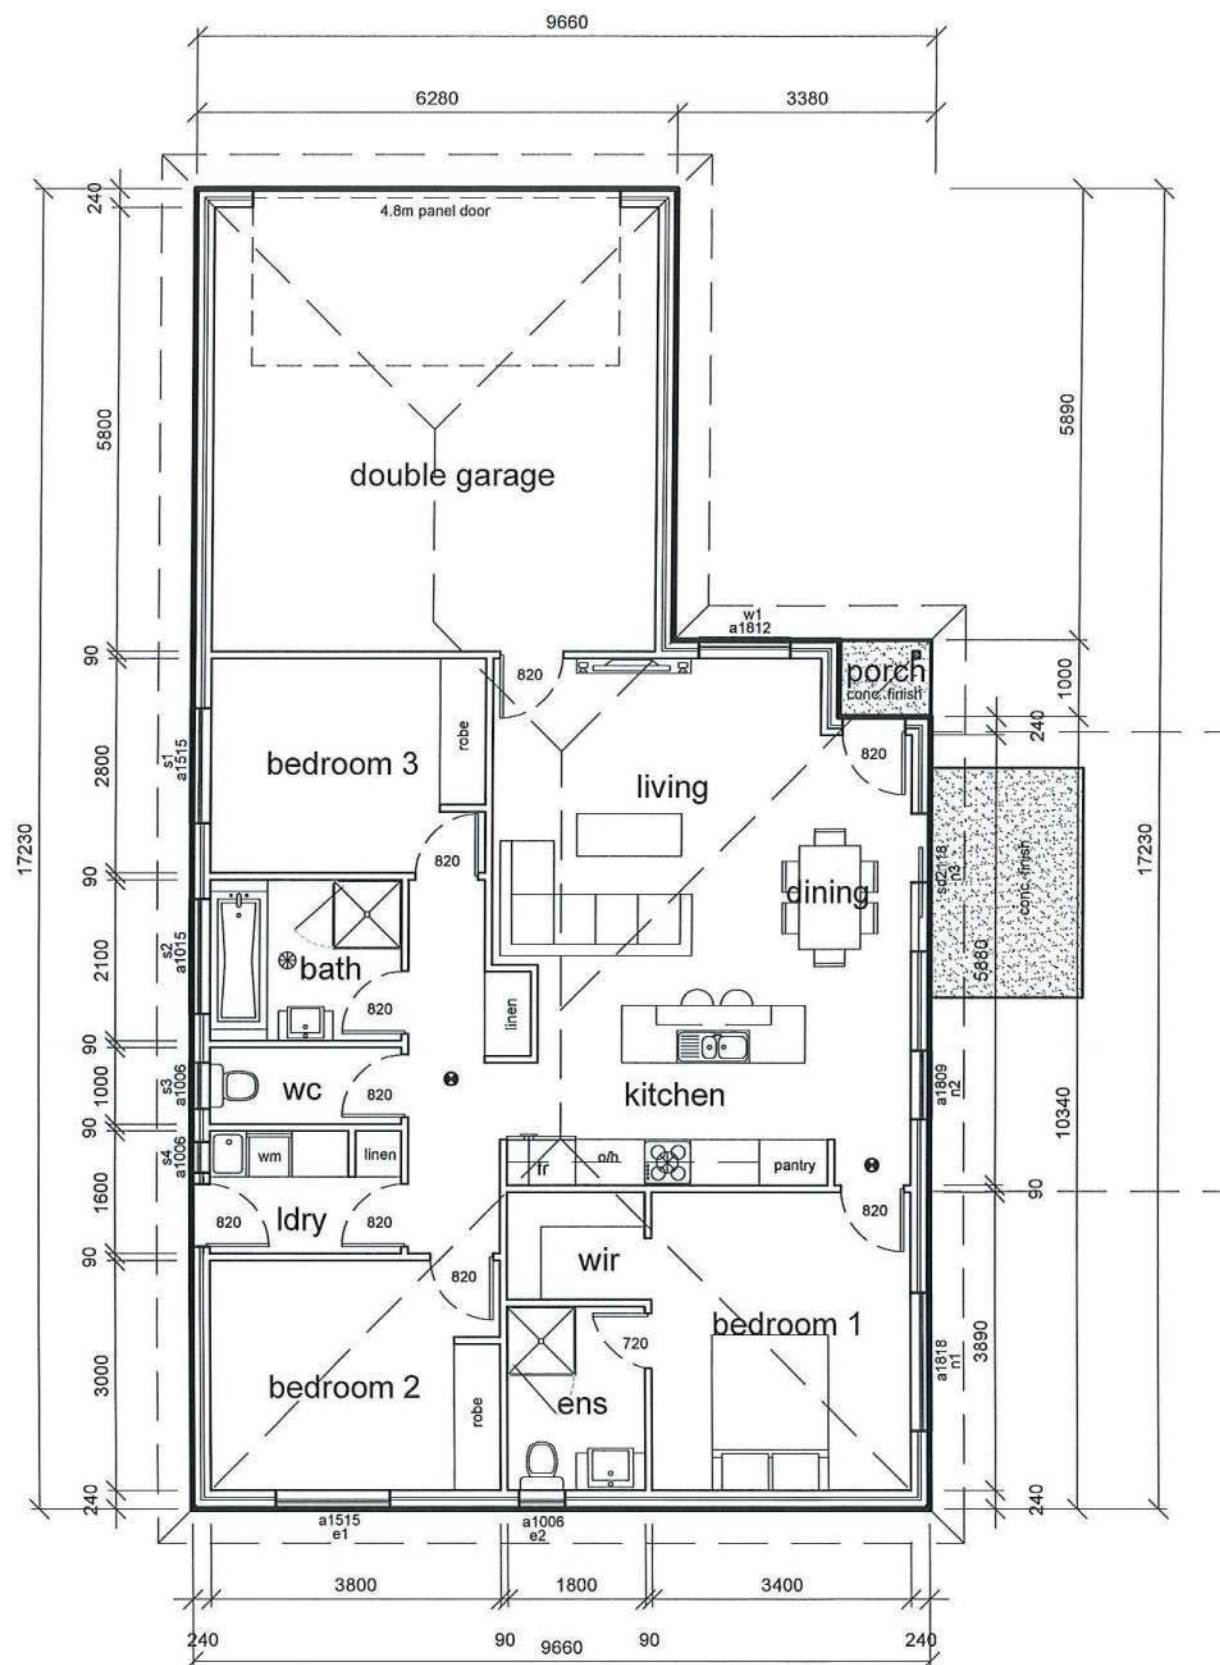 9660
6280
3380
240
4.8m panel door
5800
5890
double garage
w1
a1812
90
820
porch
conc. finish
1000
240
robe
bedroom 3
s1
a1515
2800
living
820
17230
17230
820
90
dining
sd2118
n3
conc. finish
s2
a1015
2100
bath
820
linen
5880
90
s3
a1006
1000
wc
820
kitchen
a1809
n2
10340
90
s4
a1006
wm
linen
fr
o/h
pantry
1600
820
ldry
820
820
90
90
820
wir
bedroom 1
720
a1818
n1
3890
3000
bedroom 2
robe
ens
240
240
a1515
e1
a1006
e2
3800
1800
3400
240
90
9660
90
240